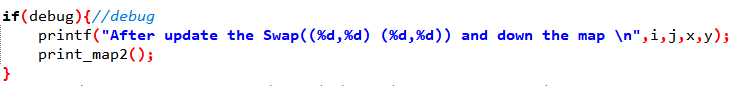 if(debug){//debug
printf("After update the Swap((%d,%d) (%d,%d)) and down the map \n",i,j,x,y);
print_map2();
}